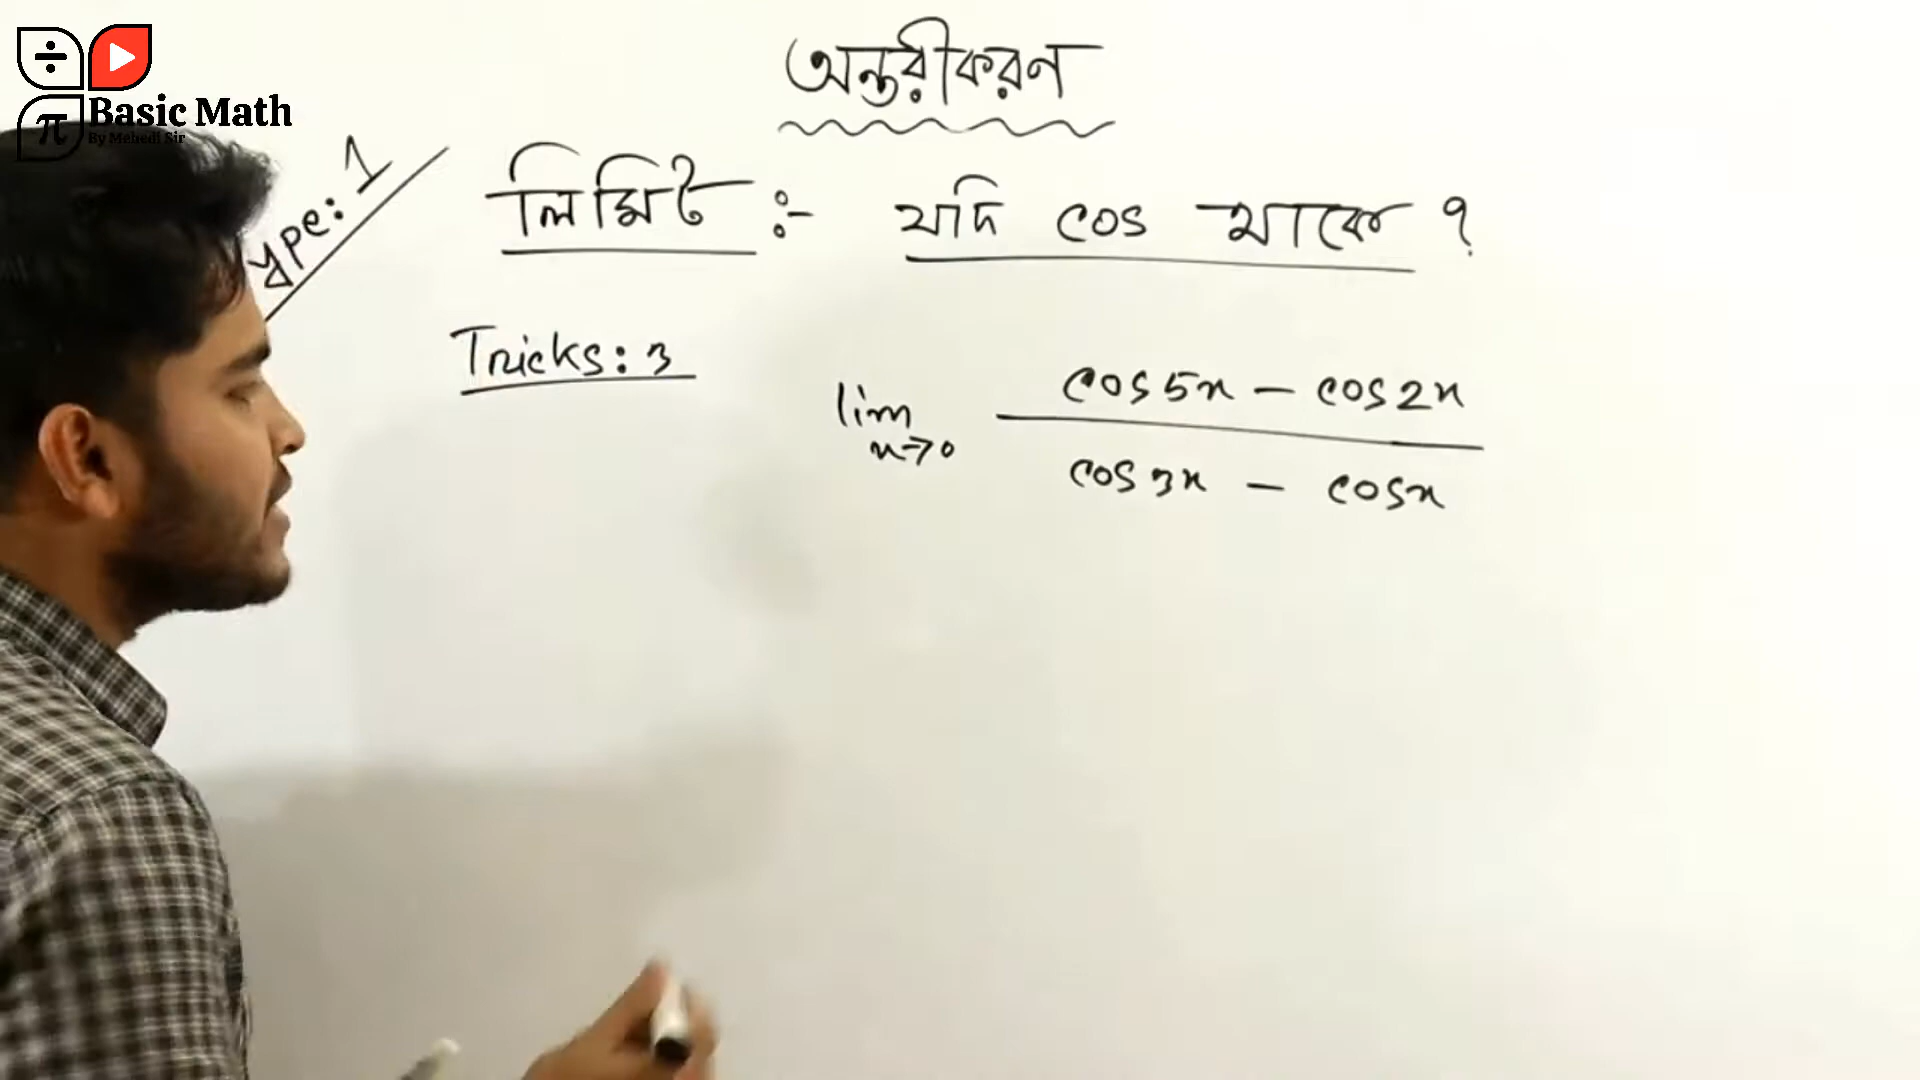 ÷
π
Basic Math
By Mehedi Sir
অন্তরীকরণ
Type: 1
লিমিট :- যদি cos থাকে ?
Tricks: 3
lim x→0 (cos5x − cos2x) / (cos3x − cosx)